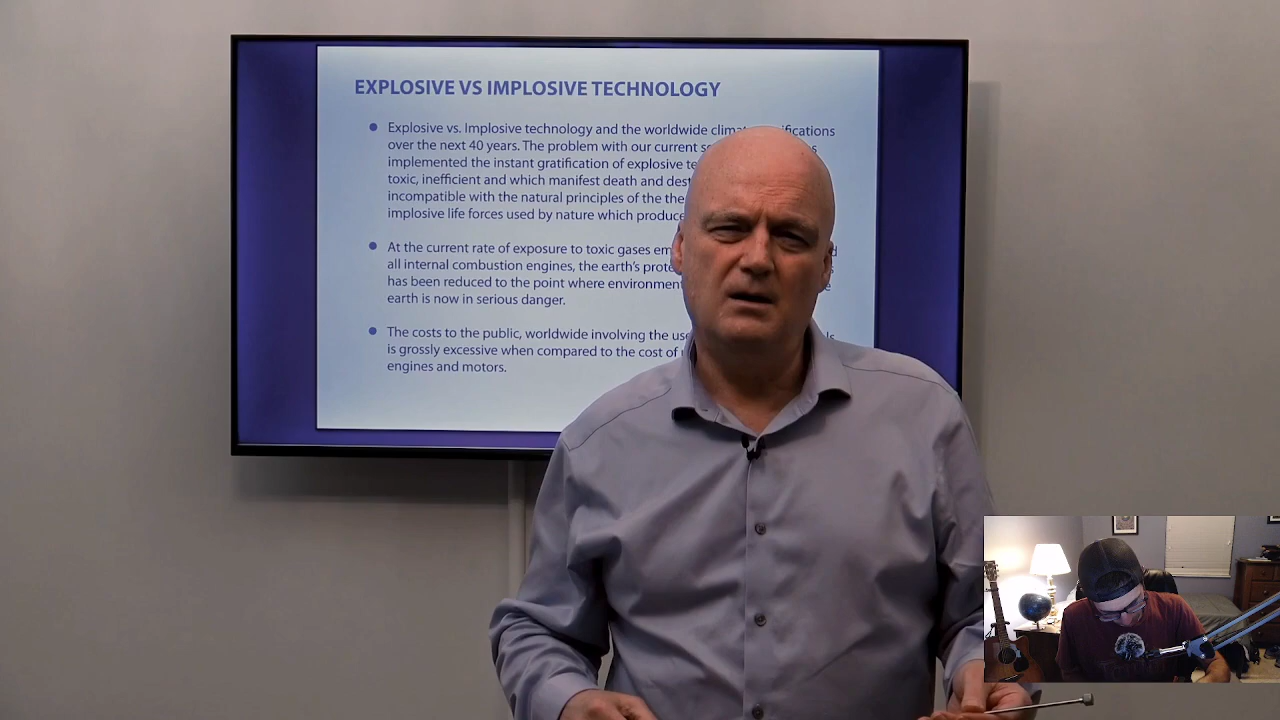 EXPLOSIVE VS IMPLOSIVE TECHNOLOGY
Explosive vs. Implosive technology and the worldwide
over the next 40 years. The problem with our current
implemented the instant gratification of explosive
toxic, inefficient and which manifest death and
incompatible with the natural principles of the
implosive life forces used by nature which produce
At the current rate of exposure to toxic gases
all internal combustion engines, the earth's
has been reduced to the point where
earth is now in serious danger.
The costs to the public, worldwide involving the
is grossly excessive when compared to the cost of
engines and motors.